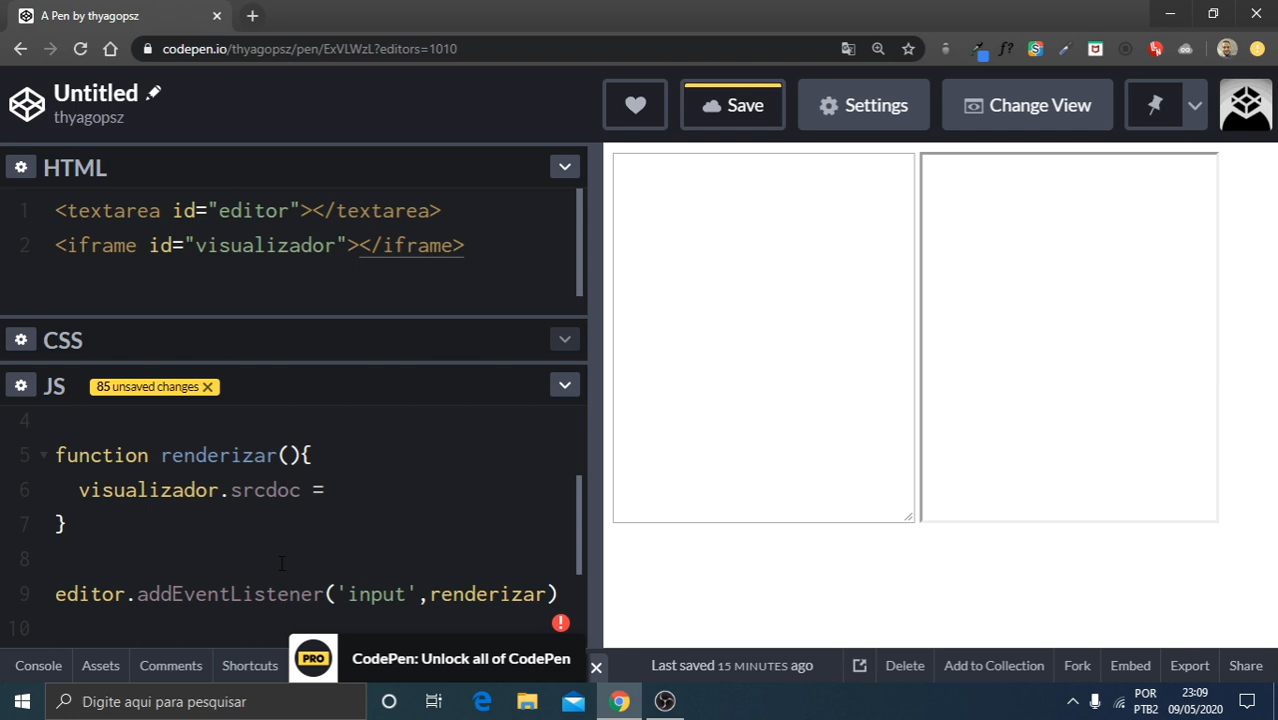 A Pen by thyagopsz
codepen.io/thyagopsz/pen/ExVLWzL?editors=1010
f?
Untitled
thyagopsz
Save
Settings
Change View
HTML
1 <textarea id="editor"></textarea>
2 <iframe id="visualizador"></iframe>
CSS
JS
85 unsaved changes ×
4
5 function renderizar(){
6 visualizador.srcdoc =
7 }
8
9 editor.addEventListener('input',renderizar)
10
Console
Assets
Comments
Shortcuts
PRO
CodePen: Unlock all of CodePen
×
Last saved 15 MINUTES ago
Delete
Add to Collection
Fork
Embed
Export
Share
Digite aqui para pesquisar
POR
PTB2
23:09
09/05/2020